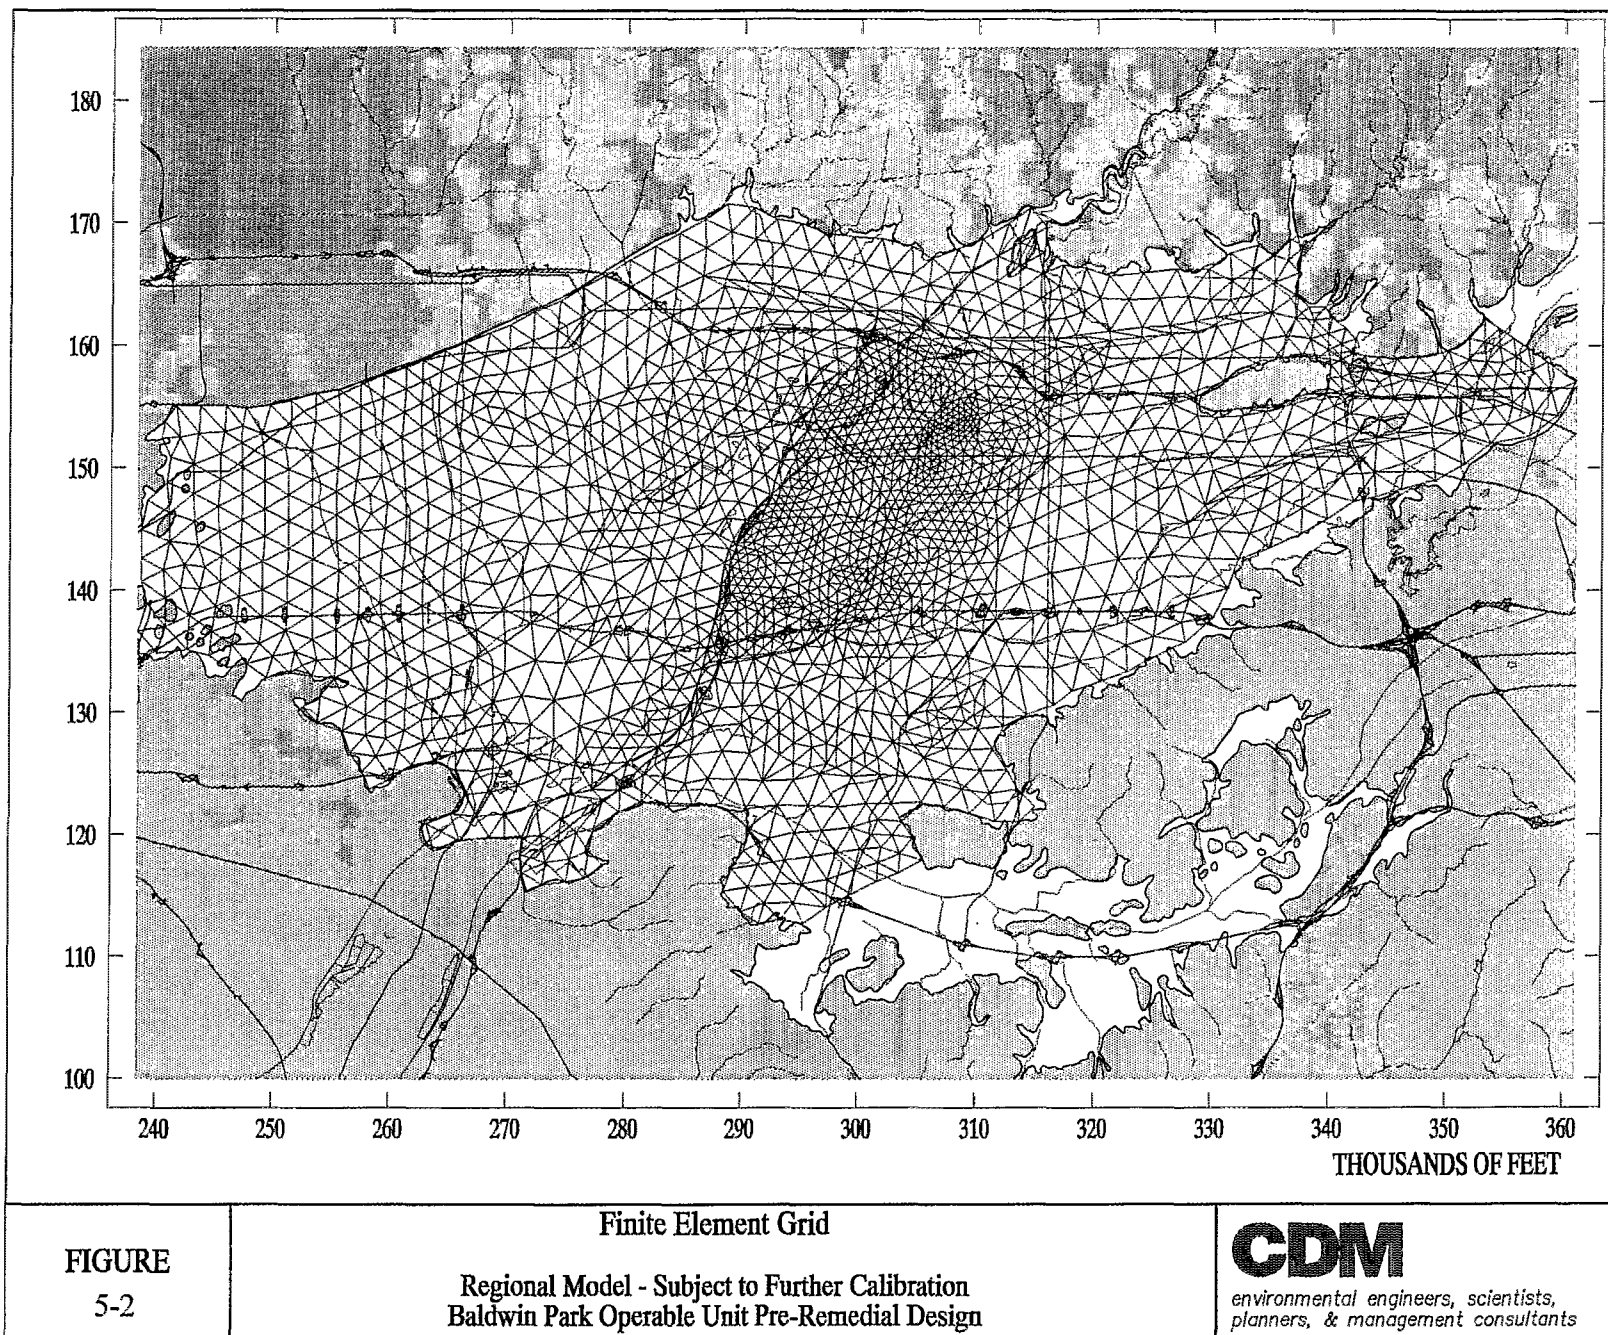 180
170
160
150
140
130
120
110
100
240 250 260 270 280 290 300 310 320 330 340 350 360
THOUSANDS OF FEET
FIGURE
5-2
Finite Element Grid
Regional Model - Subject to Further Calibration
Baldwin Park Operable Unit Pre-Remedial Design
CDM
environmental engineers, scientists,
planners, & management consultants